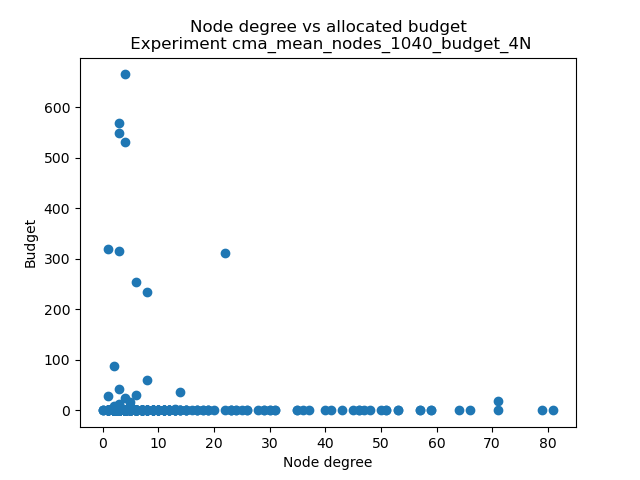 Node degree vs allocated budget
Experiment cma_mean_nodes_1040_budget_4N
600
500
400
300
200
100
0
Budget
0 10 20 30 40 50 60 70 80
Node degree